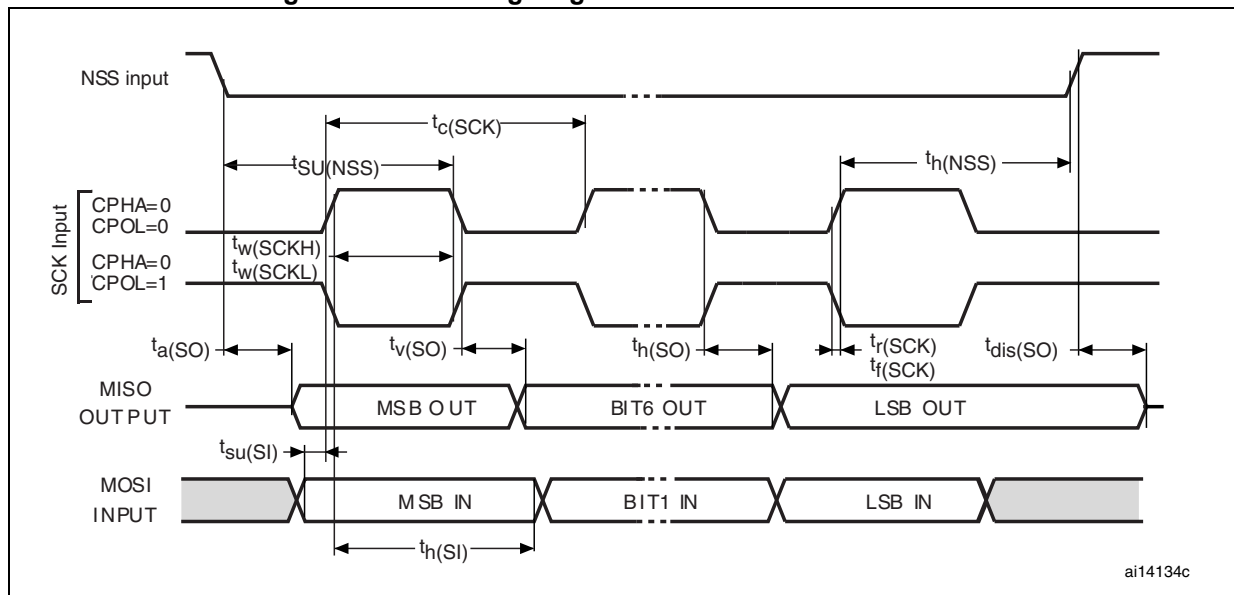 NSS input
tc(SCK)
tSU(NSS)
th(NSS)
SCK Input
CPHA=0
CPOL=0
tw(SCKH)
CPHA=0
tw(SCKL)
CPOL=1
ta(SO)
tv(SO)
th(SO)
tr(SCK)
tf(SCK)
tdis(SO)
MISO
OUTPUT
MSB OUT
BIT6 OUT
LSB OUT
tsu(SI)
MOSI
INPUT
MSB IN
BIT1 IN
LSB IN
th(SI)
ai14134c